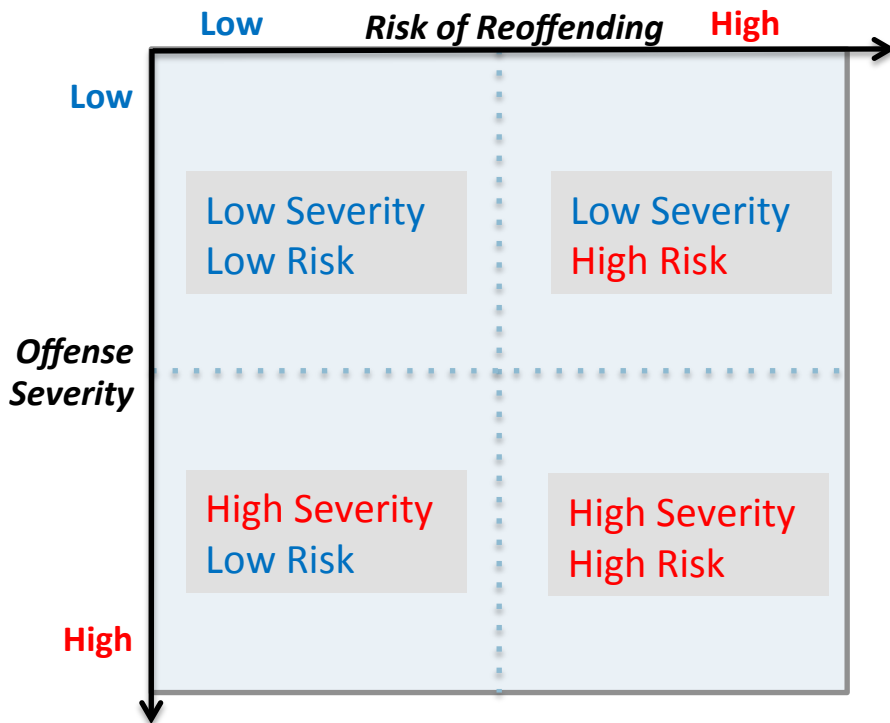 Low Risk of Reoffending High
Low
Low Severity
Low Risk
Low Severity
High Risk
Offense
Severity
High Severity
Low Risk
High Severity
High Risk
High